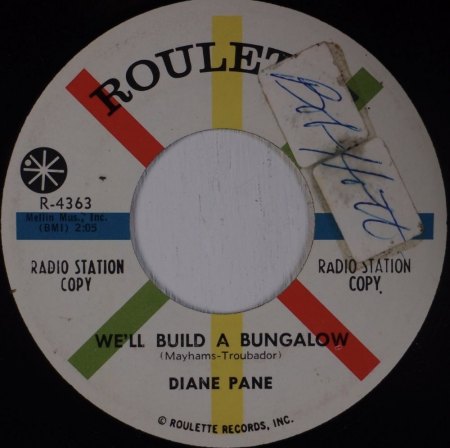 ROULET
R-4363
Mellin Mus., Inc.
(BMI) 2:05
RADIO STATION
COPY
RADIO STATION
COPY
WE'LL BUILD A BUNGALOW
(Mayhams-Troubador)
DIANE PANE
© ROULETTE RECORDS, INC.